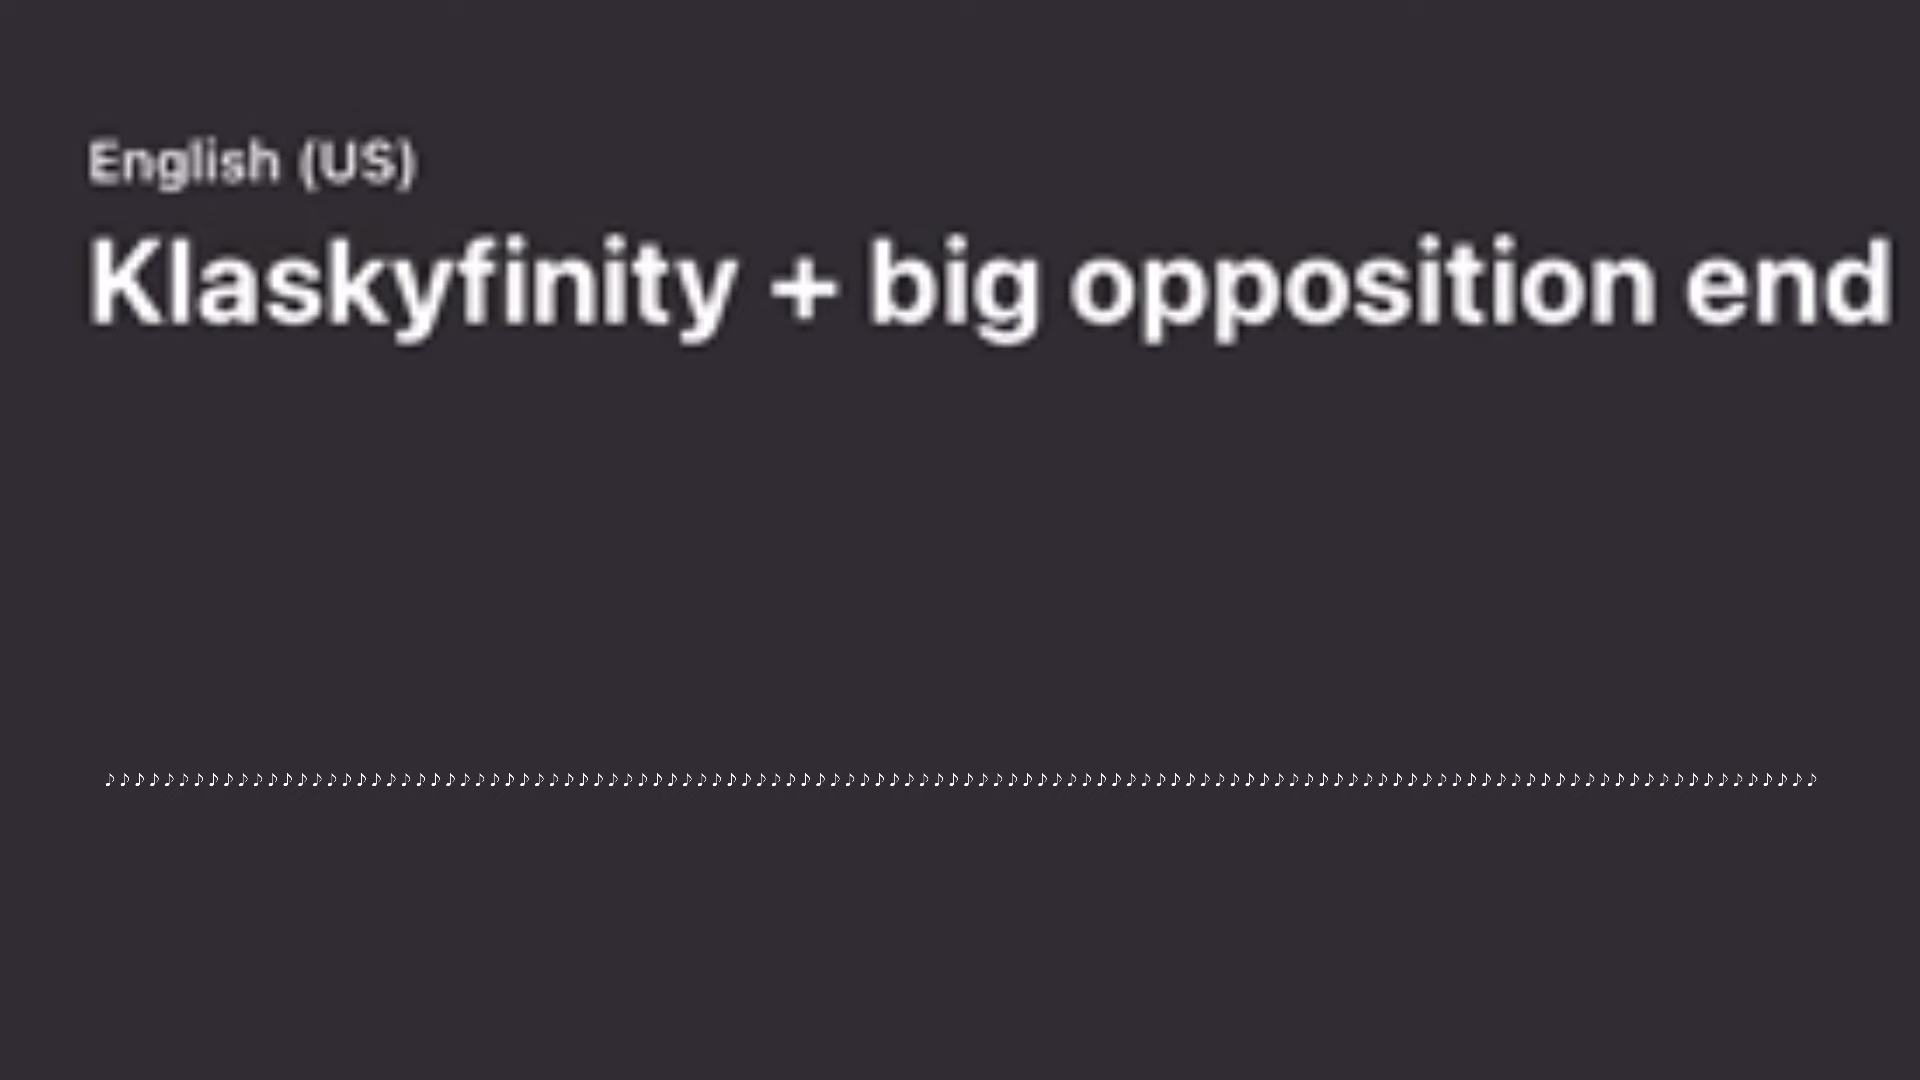 English (US)
Klaskyfinity + big opposition end
♪♪♪♪♪♪♪♪♪♪♪♪♪♪♪♪♪♪♪♪♪♪♪♪♪♪♪♪♪♪♪♪♪♪♪♪♪♪♪♪♪♪♪♪♪♪♪♪♪♪♪♪♪♪♪♪♪♪♪♪♪♪♪♪♪♪♪♪♪♪♪♪♪♪♪♪♪♪♪♪♪♪♪♪♪♪♪♪♪♪♪♪♪♪♪♪♪♪♪♪♪♪♪♪♪♪♪♪♪♪♪♪♪♪♪♪